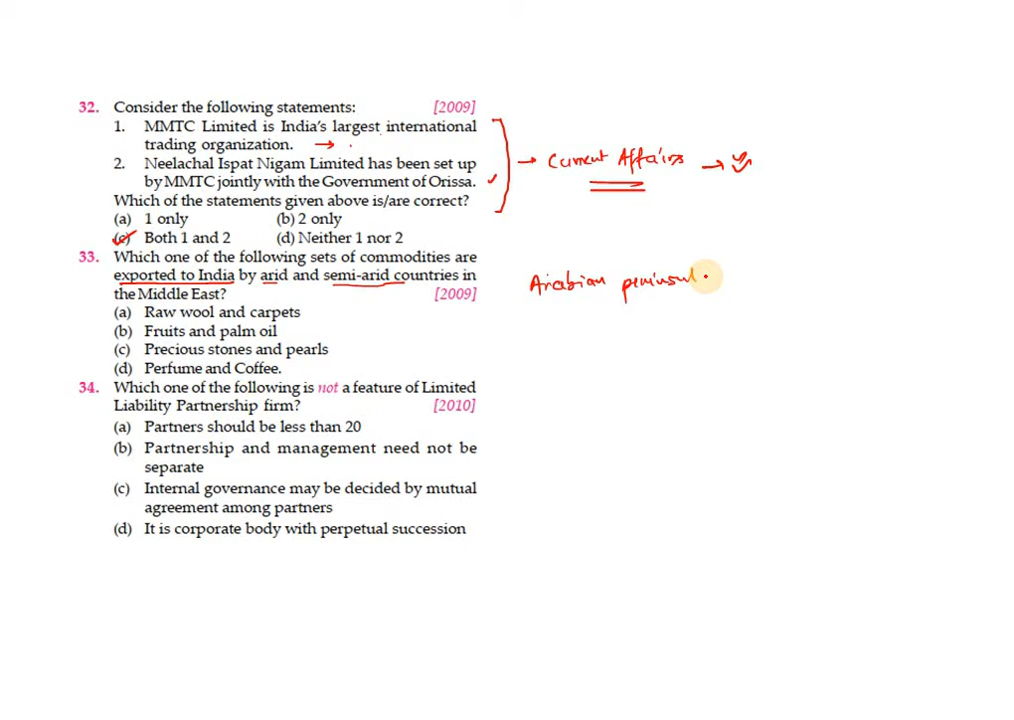 32. Consider the following statements: [2009]
1. MMTC Limited is India's largest international
trading organization. →
2. Neelachal Ispat Nigam Limited has been set up
by MMTC jointly with the Government of Orissa. ✓
→ Current Affairs →
Which of the statements given above is/are correct?
(a) 1 only (b) 2 only
(c) Both 1 and 2 (d) Neither 1 nor 2
33. Which one of the following sets of commodities are
exported to India by arid and semi-arid countries in
the Middle East? [2009]
Arabian peninsul
(a) Raw wool and carpets
(b) Fruits and palm oil
(c) Precious stones and pearls
(d) Perfume and Coffee.
34. Which one of the following is not a feature of Limited
Liability Partnership firm? [2010]
(a) Partners should be less than 20
(b) Partnership and management need not be
separate
(c) Internal governance may be decided by mutual
agreement among partners
(d) It is corporate body with perpetual succession